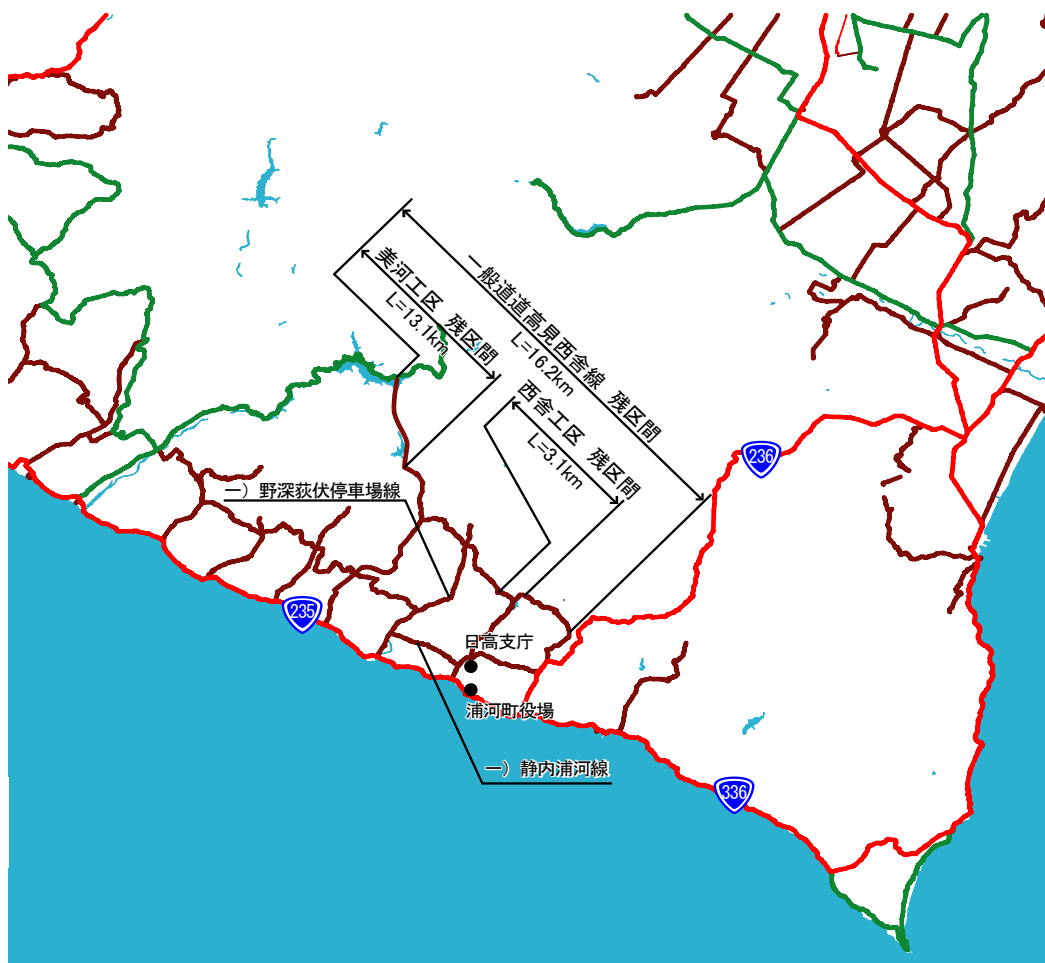 一般道道高見西舎線 残区間
L=16.2km
美河工区 残区間
L=13.1km
西舎工区 残区間
L=3.1km
236
一）野深荻伏停車場線
235
日高支庁
浦河町役場
一）静内浦河線
336